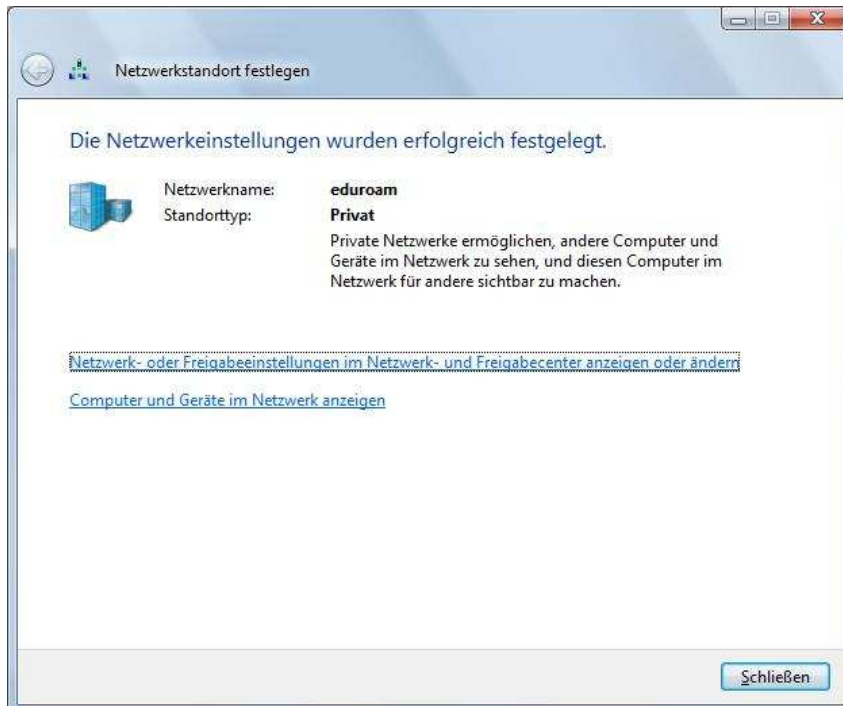 Netzwerkstandort festlegen
Die Netzwerkeinstellungen wurden erfolgreich festgelegt.
Netzwerkname: eduroam
Standorttyp: Privat
Private Netzwerke ermöglichen, andere Computer und
Geräte im Netzwerk zu sehen, und diesen Computer im
Netzwerk für andere sichtbar zu machen.
Netzwerk- oder Freigabeeinstellungen im Netzwerk- und Freigabecenter anzeigen oder ändern
Computer und Geräte im Netzwerk anzeigen
Schließen